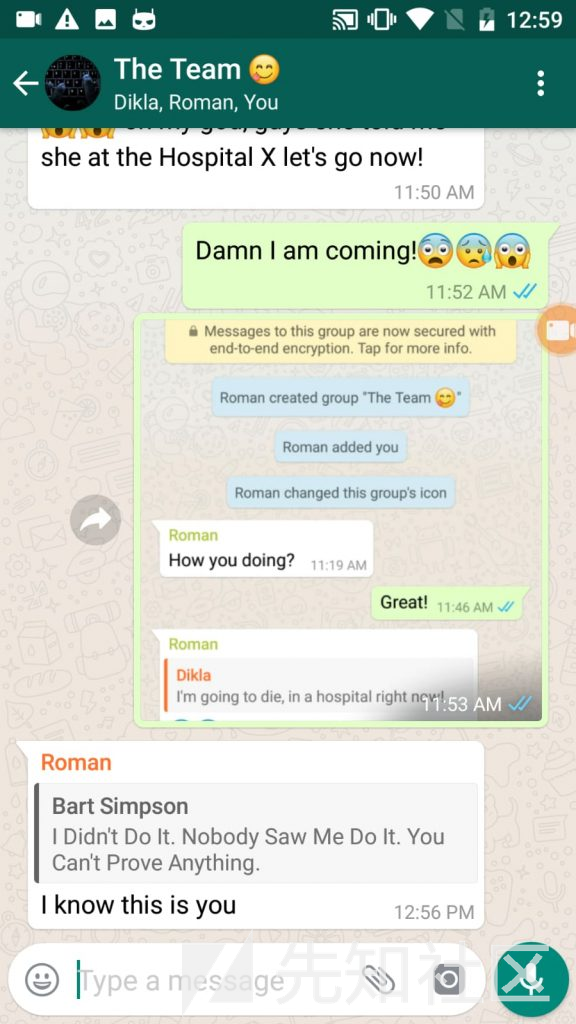 12:59
The Team 😋
Dikla, Roman, You
she at the Hospital X let's go now!
11:50 AM
Damn I am coming!😨😥😱
11:52 AM
Messages to this group are now secured with
end-to-end encryption. Tap for more info.
Roman created group "The Team 😋"
Roman added you
Roman changed this group's icon
Roman
How you doing? 11:19 AM
Great! 11:46 AM
Roman
Dikla
I'm going to die, in a hospital right now!
11:53 AM
Roman
Bart Simpson
I Didn't Do It. Nobody Saw Me Do It. You
Can't Prove Anything.
I know this is you
12:56 PM
Type a message
先知社区